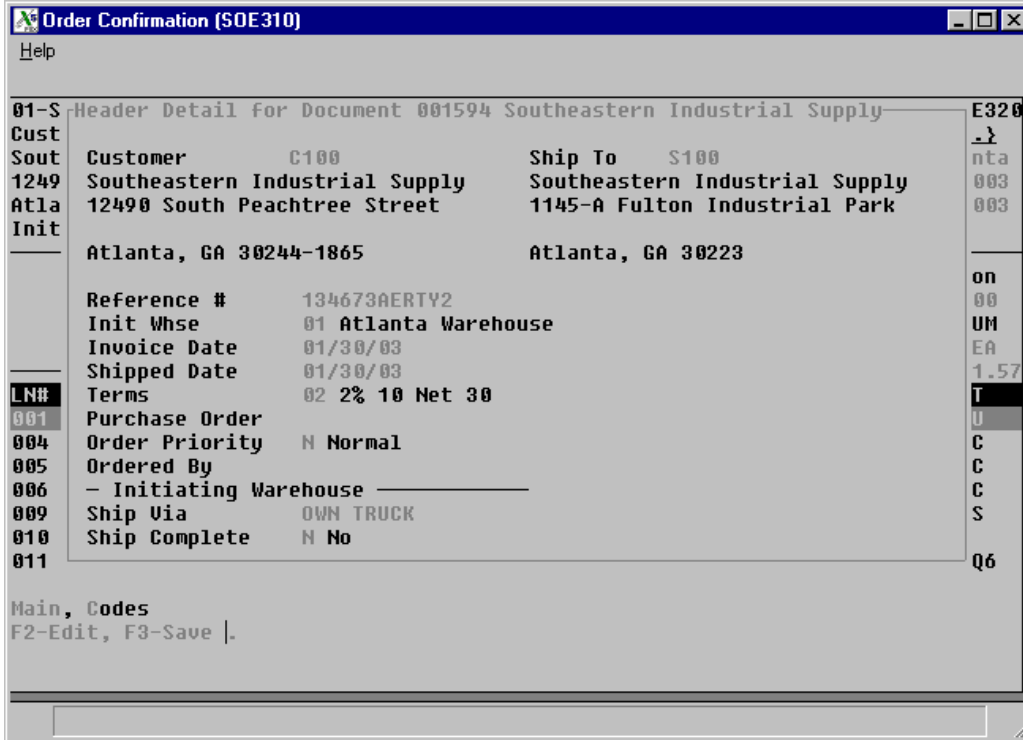 Order Confirmation (SOE310)
Help
01-S Header Detail for Document 001594 Southeastern Industrial Supply E320
Cust .}
Sout Customer C100 Ship To S100 nta
1249 Southeastern Industrial Supply Southeastern Industrial Supply 003
Atla 12490 South Peachtree Street 1145-A Fulton Industrial Park 003
Init
Atlanta, GA 30244-1865 Atlanta, GA 30223
on
Reference # 134673AERTY2 00
Init Whse 01 Atlanta Warehouse UM
Invoice Date 01/30/03 EA
Shipped Date 01/30/03 1.57
LN# Terms 02 2% 10 Net 30 T
001 Purchase Order U
004 Order Priority N Normal C
005 Ordered By C
006 — Initiating Warehouse C
009 Ship Via OWN TRUCK S
010 Ship Complete N No
011 Q6
Main, Codes
F2-Edit, F3-Save .